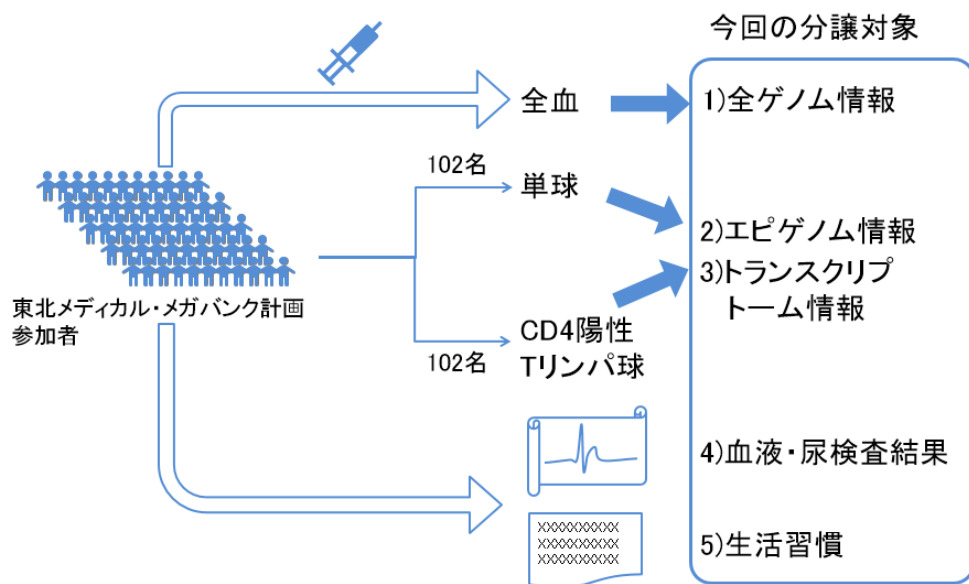 今回の分譲対象
全血
1)全ゲノム情報
102名
単球
2)エピゲノム情報
3)トランスクリプ
トーム情報
東北メディカル・メガバンク計画
参加者
102名
CD4陽性
Tリンパ球
4)血液・尿検査結果
XXXXXXXXXXX
XXXXXXXXXXX
XXXXXXXXXXX
5)生活習慣